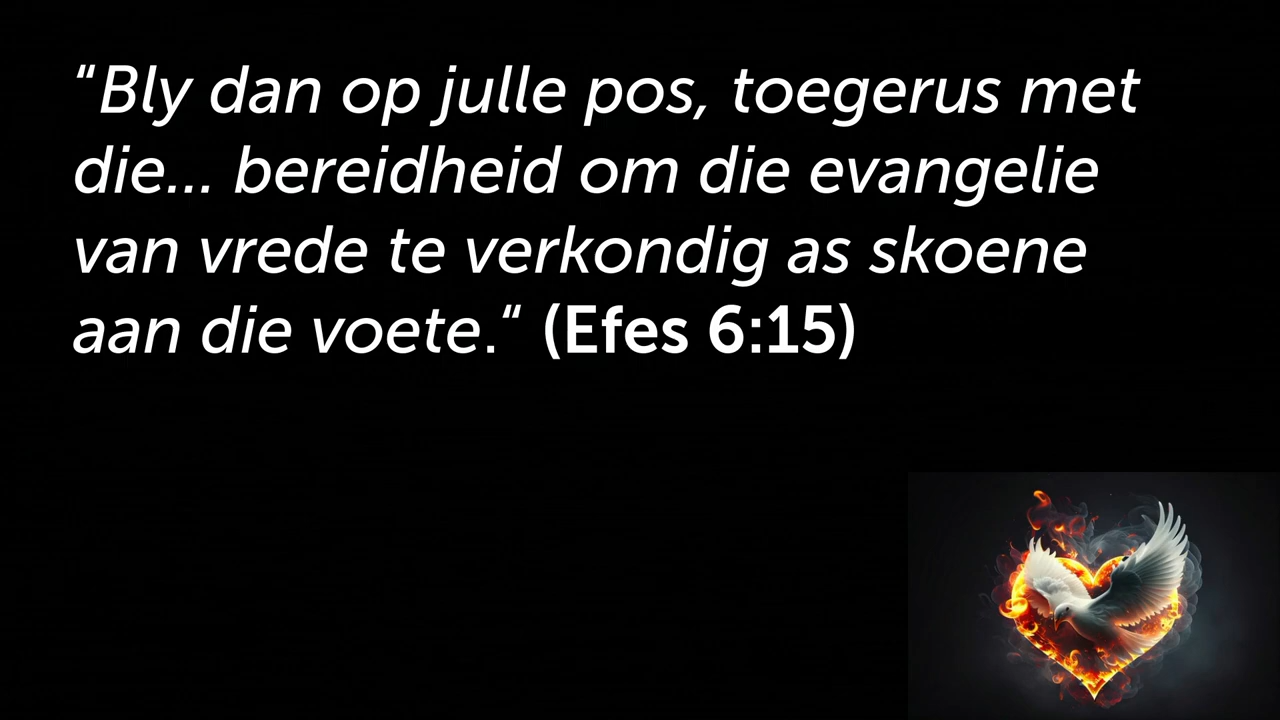 “Bly dan op julle pos, toegerus met
die... bereidheid om die evangelie
van vrede te verkondig as skoene
aan die voete.“ (Efes 6:15)